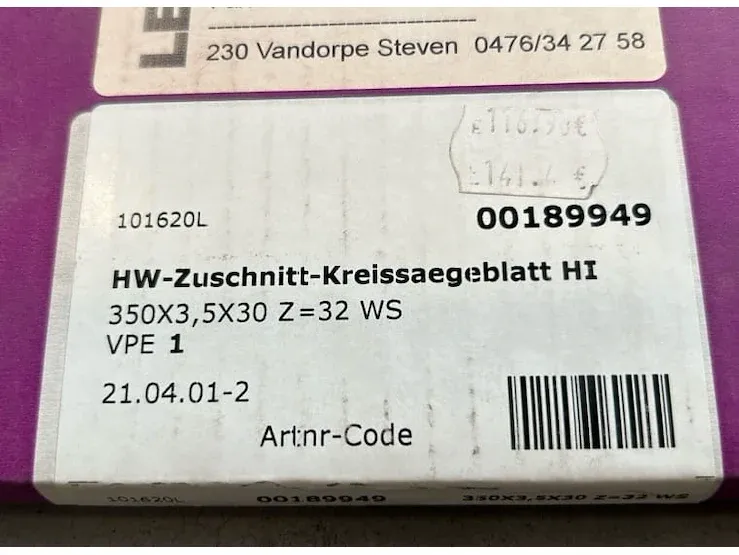 LE
230 Vandorpe Steven 0476/34 27 58
101620L
00189949
HW-Zuschnitt-Kreissaegeblatt HI
350X3,5X30 Z=32 WS
VPE 1
21.04.01-2
Art.nr-Code
101620L 00189949 350X3,5X30 Z=32 WS